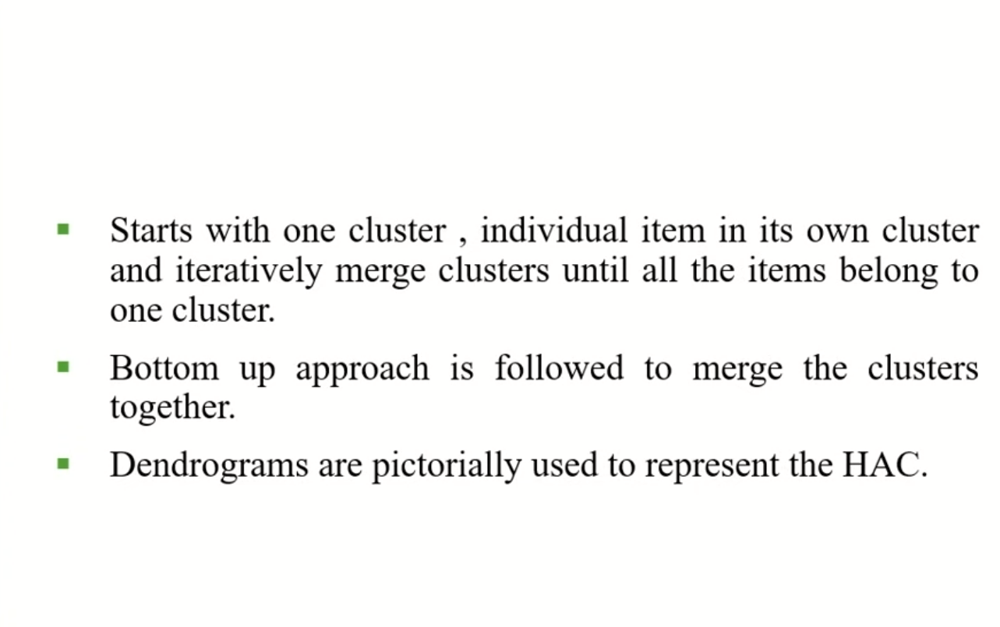 Starts with one cluster , individual item in its own cluster
and iteratively merge clusters until all the items belong to
one cluster.
Bottom up approach is followed to merge the clusters
together.
Dendrograms are pictorially used to represent the HAC.